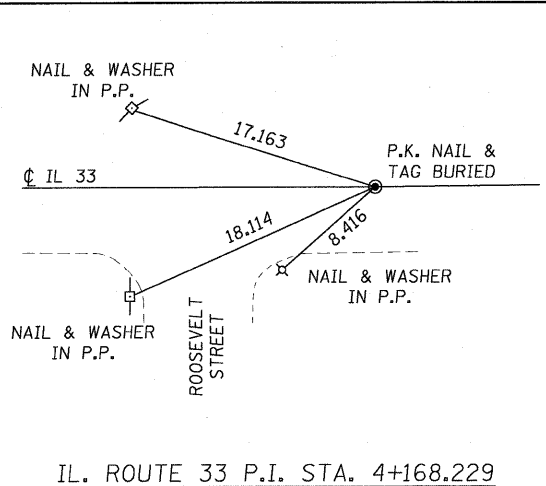 NAIL & WASHER
IN P.P.
17.163
P.K. NAIL &
TAG BURIED
℄ IL 33
18.114
8.416
NAIL & WASHER
IN P.P.
NAIL & WASHER
IN P.P.
ROOSEVELT
STREET
IL. ROUTE 33 P.I. STA. 4+168.229